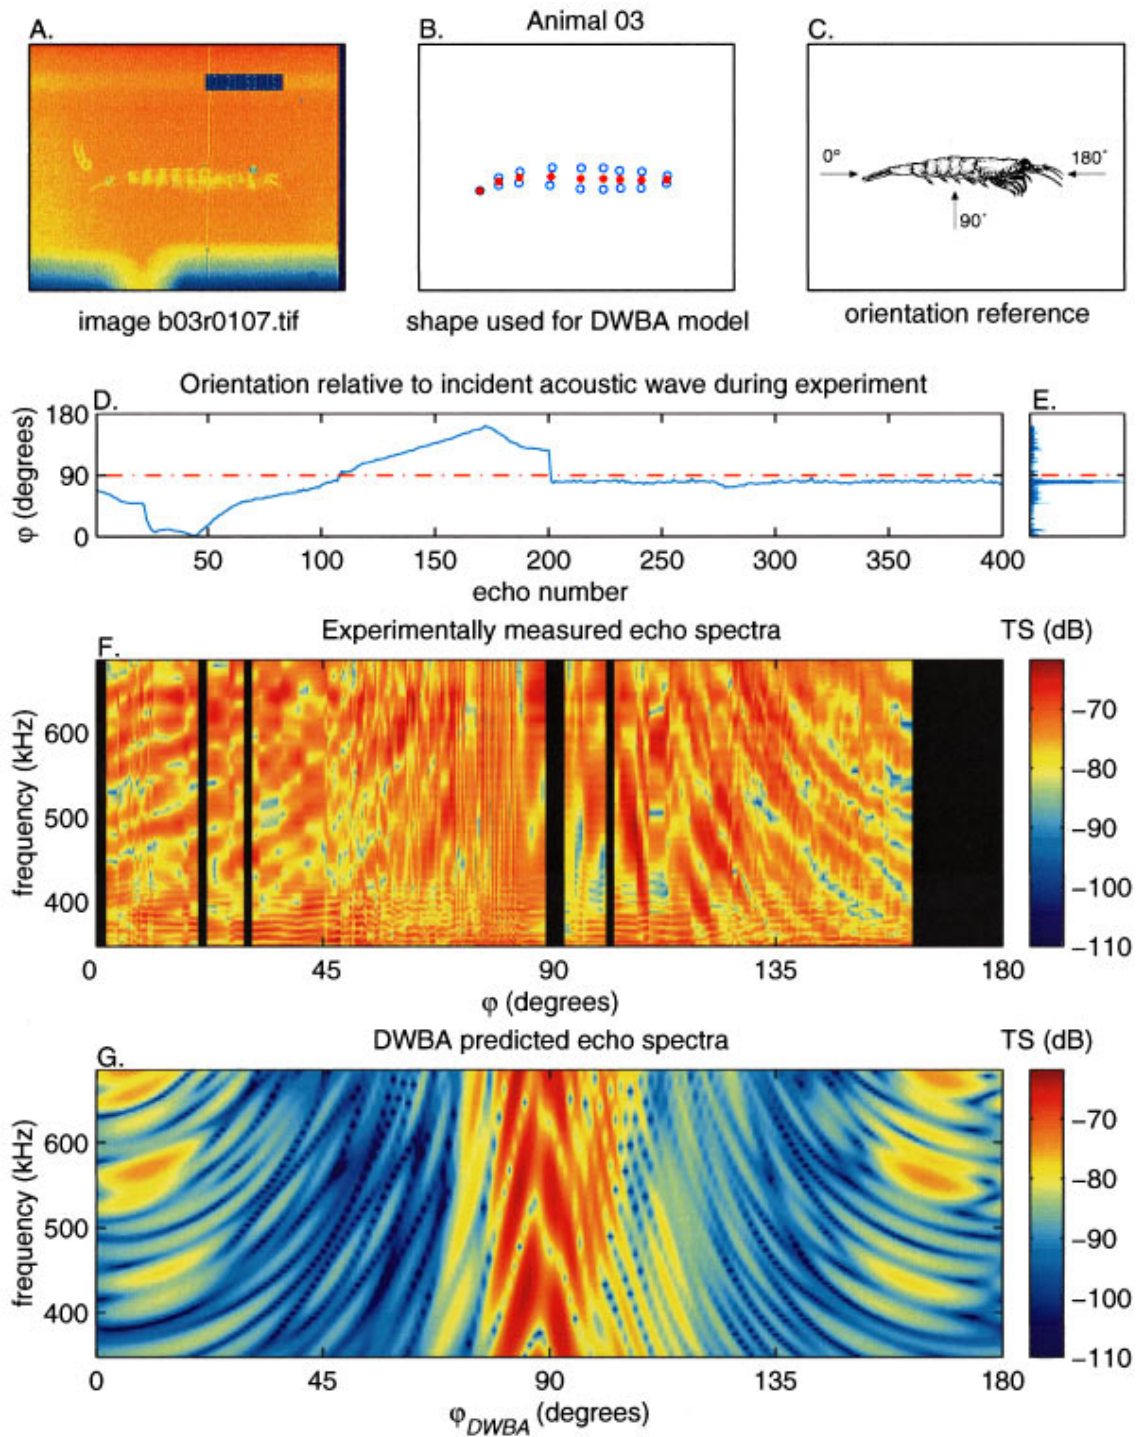 A.
B.
Animal 03
C.
0°
180°
90°
image b03r0107.tif
shape used for DWBA model
orientation reference
Orientation relative to incident acoustic wave during experiment
D.
E.
φ (degrees)
180
90
0
50
100
150
200
250
300
350
400
echo number
Experimentally measured echo spectra
TS (dB)
F.
frequency (kHz)
600
500
400
−70
−80
−90
−100
−110
0
45
90
135
180
φ (degrees)
DWBA predicted echo spectra
TS (dB)
G.
frequency (kHz)
600
500
400
−70
−80
−90
−100
−110
0
45
90
135
180
φDWBA (degrees)